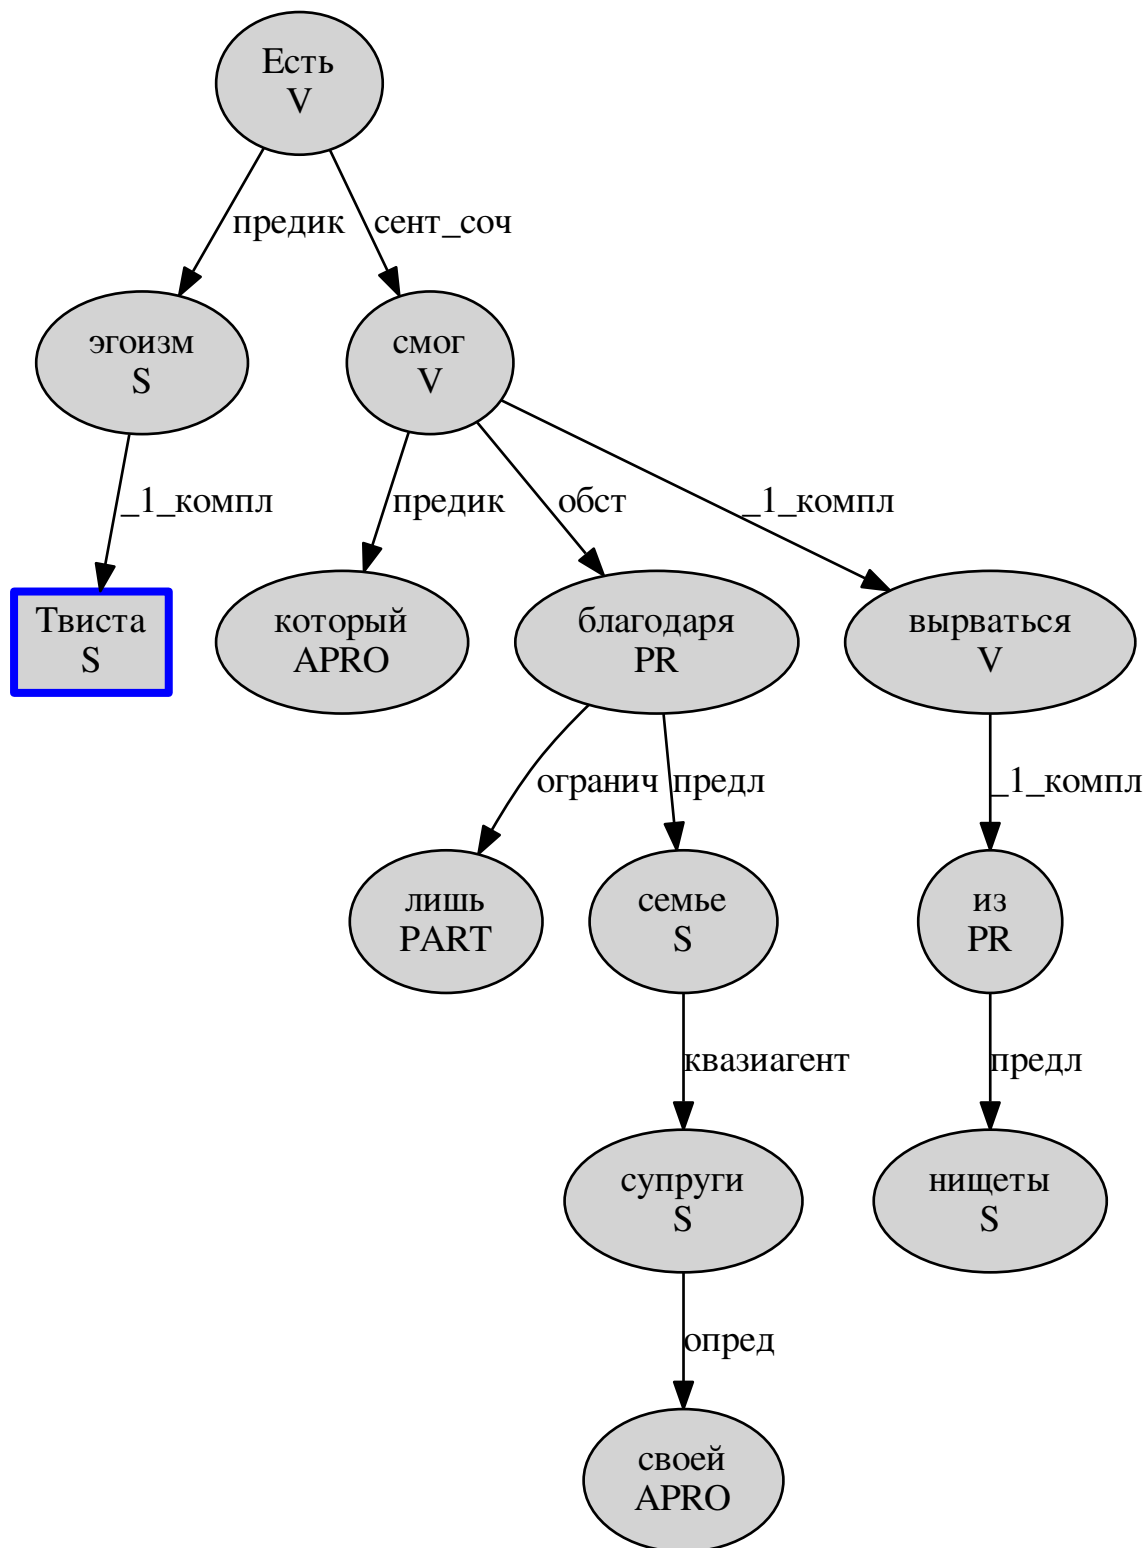 Есть
V
предик
сент_соч
эгоизм
S
смог
V
_1_компл
предик
обст
_1_компл
Твиста
S
который
APRO
благодаря
PR
вырваться
V
огранич
предл
_1_компл
лишь
PART
семье
S
из
PR
квазиагент
предл
супруги
S
нищеты
S
опред
своей
APRO